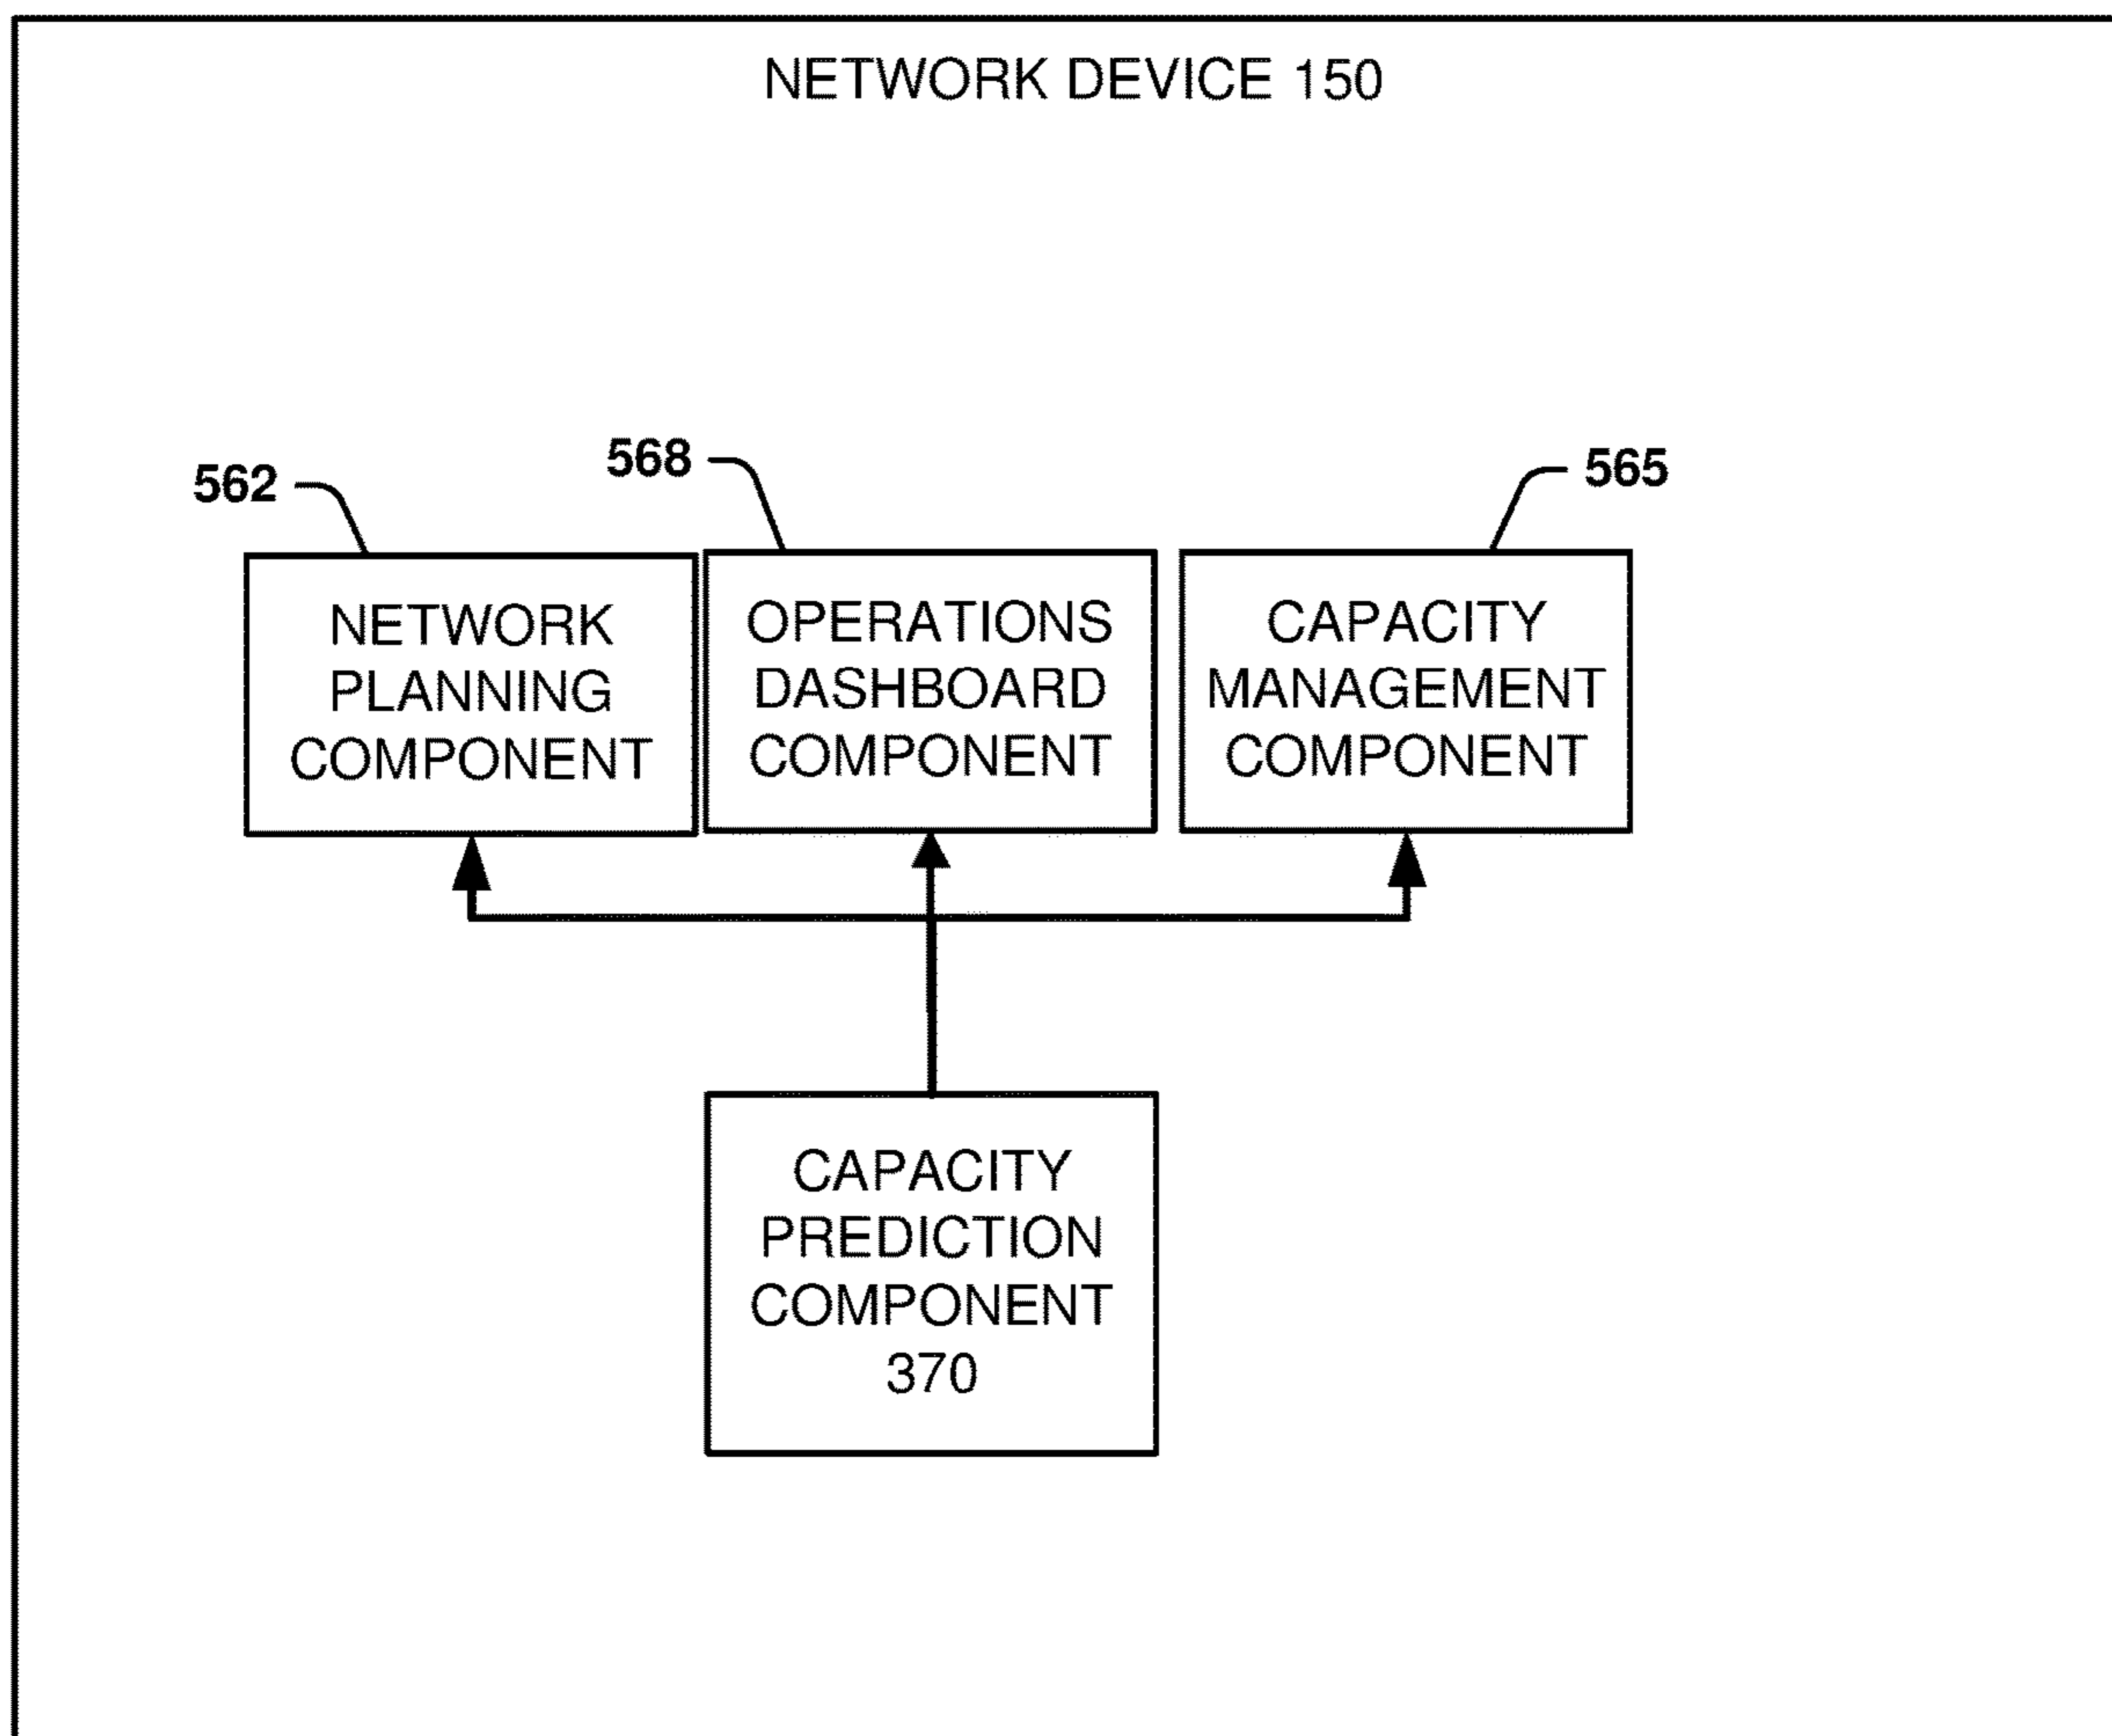 NETWORK DEVICE 150
562
568
565
NETWORK
PLANNING
COMPONENT
OPERATIONS
DASHBOARD
COMPONENT
CAPACITY
MANAGEMENT
COMPONENT
CAPACITY
PREDICTION
COMPONENT
370